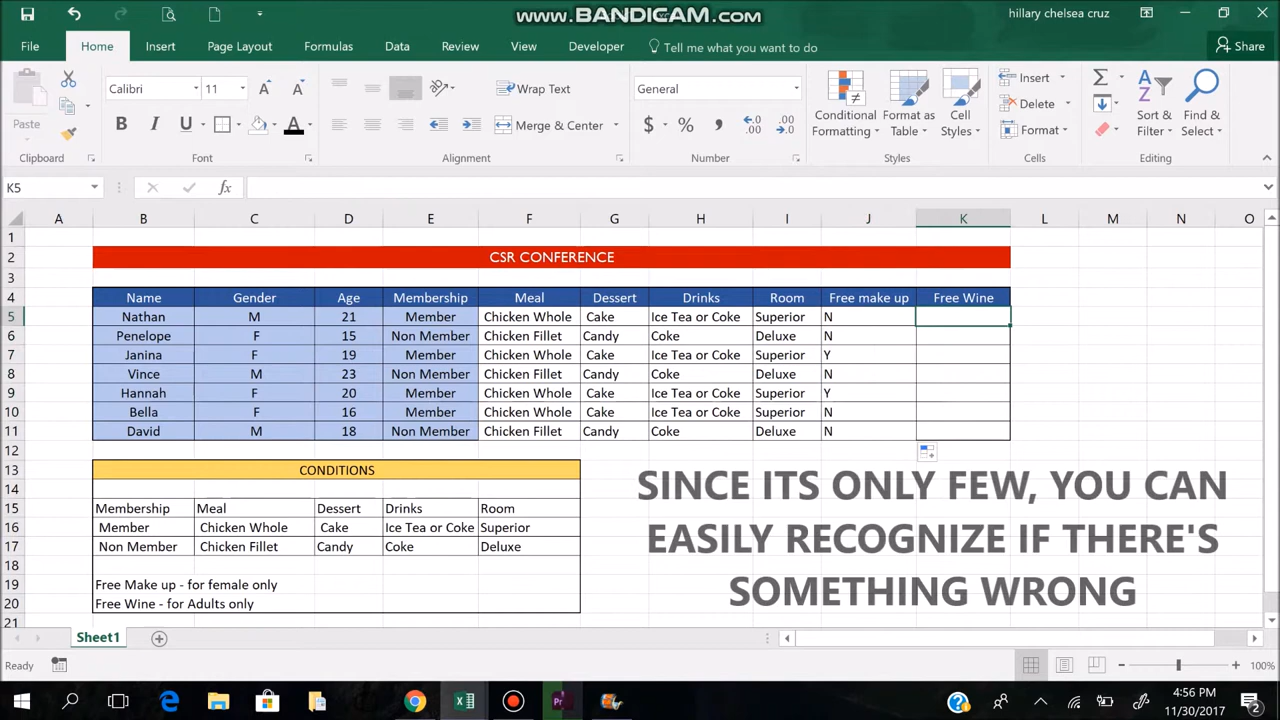 www.BANDICAM.com
hillary chelsea cruz
File Home Insert Page Layout Formulas Data Review View Developer Tell me what you want to do Share
Paste
Calibri 11
B I U A
Wrap Text
Merge & Center
General
$ % , .00
Conditional Formatting
Format as Table
Cell Styles
Insert
Delete
Format
Sort & Filter
Find & Select
Clipboard Font Alignment Number Styles Cells Editing
K5 fx
A B C D E F G H I J K L M N O
1
2 CSR CONFERENCE
3
4 Name Gender Age Membership Meal Dessert Drinks Room Free make up Free Wine
5 Nathan M 21 Member Chicken Whole Cake Ice Tea or Coke Superior N
6 Penelope F 15 Non Member Chicken Fillet Candy Coke Deluxe N
7 Janina F 19 Member Chicken Whole Cake Ice Tea or Coke Superior Y
8 Vince M 23 Non Member Chicken Fillet Candy Coke Deluxe N
9 Hannah F 20 Member Chicken Whole Cake Ice Tea or Coke Superior Y
10 Bella F 16 Member Chicken Whole Cake Ice Tea or Coke Superior N
11 David M 18 Non Member Chicken Fillet Candy Coke Deluxe N
12
13 CONDITIONS
14
15 Membership Meal Dessert Drinks Room
16 Member Chicken Whole Cake Ice Tea or Coke Superior
17 Non Member Chicken Fillet Candy Coke Deluxe
18
19 Free Make up - for female only
20 Free Wine - for Adults only
21
SINCE ITS ONLY FEW, YOU CAN
EASILY RECOGNIZE IF THERE'S
SOMETHING WRONG
Sheet1
Ready 100%
4:56 PM
11/30/2017
2